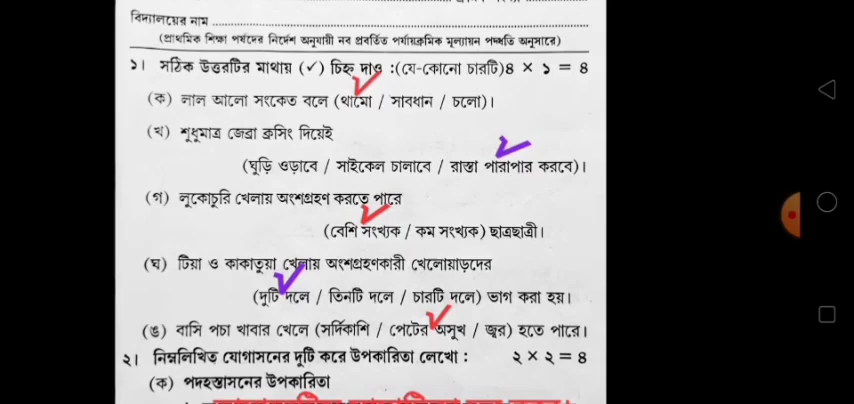 বিদ্যালয়ের নাম
(প্রাথমিক শিক্ষা পর্ষদের নির্দেশ অনুযায়ী নব প্রবর্তিত পর্যায়ক্রমিক মূল্যায়ন পদ্ধতি অনুসারে)
১। সঠিক উত্তরটির মাথায় (✓) চিহ্ন দাও :(যে-কোনো চারটি)৪ × ১ = ৪
(ক) লাল আলো সংকেত বলে (থামো / সাবধান / চলো)।
(খ) শুধুমাত্র জেব্রা ক্রসিং দিয়েই
(ঘুড়ি ওড়াবে / সাইকেল চালাবে / রাস্তা পারাপার করবে)।
(গ) লুকোচুরি খেলায় অংশগ্রহণ করতে পারে
(বেশি সংখ্যক / কম সংখ্যক) ছাত্রছাত্রী।
(ঘ) টিয়া ও কাকাতুয়া খেলায় অংশগ্রহণকারী খেলোয়াড়দের
(দুটি দলে / তিনটি দলে / চারটি দলে) ভাগ করা হয়।
(ঙ) বাসি পচা খাবার খেলে (সর্দিকাশি / পেটের অসুখ / জ্বর) হতে পারে।
২। নিম্নলিখিত যোগাসনের দুটি করে উপকারিতা লেখো : ২ × ২ = ৪
(ক) পদহস্তাসনের উপকারিতা